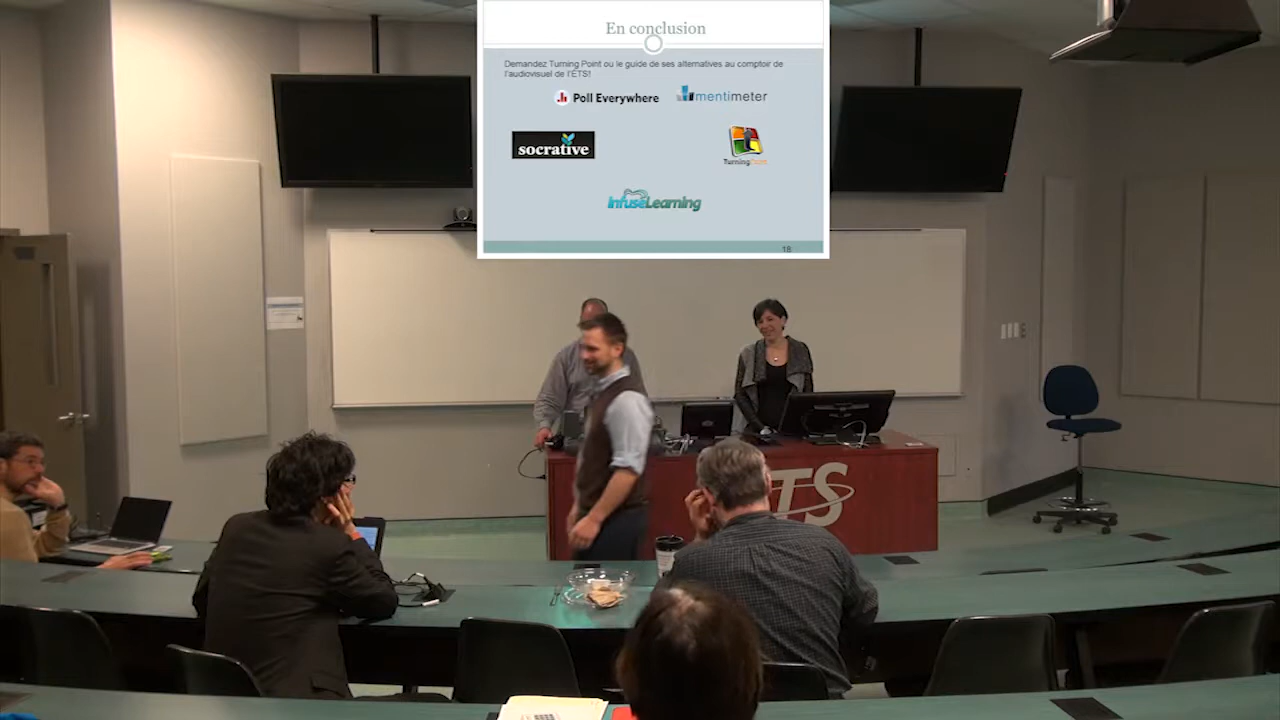 En conclusion
Demandez Turning Point ou le guide de ses alternatives au comptoir de
l'audiovisuel de l'ÉTS!
Poll Everywhere
mentimeter
socrative
TurningPoint
InfuseLearning
18
ÉTS